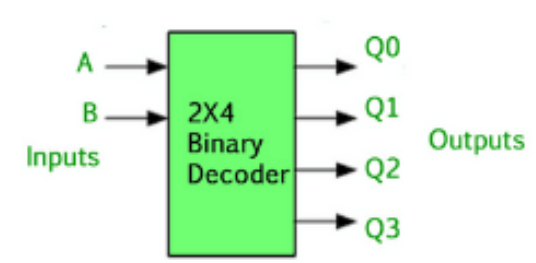 A
B
Inputs
2X4
Binary
Decoder
Q0
Q1
Q2
Q3
Outputs